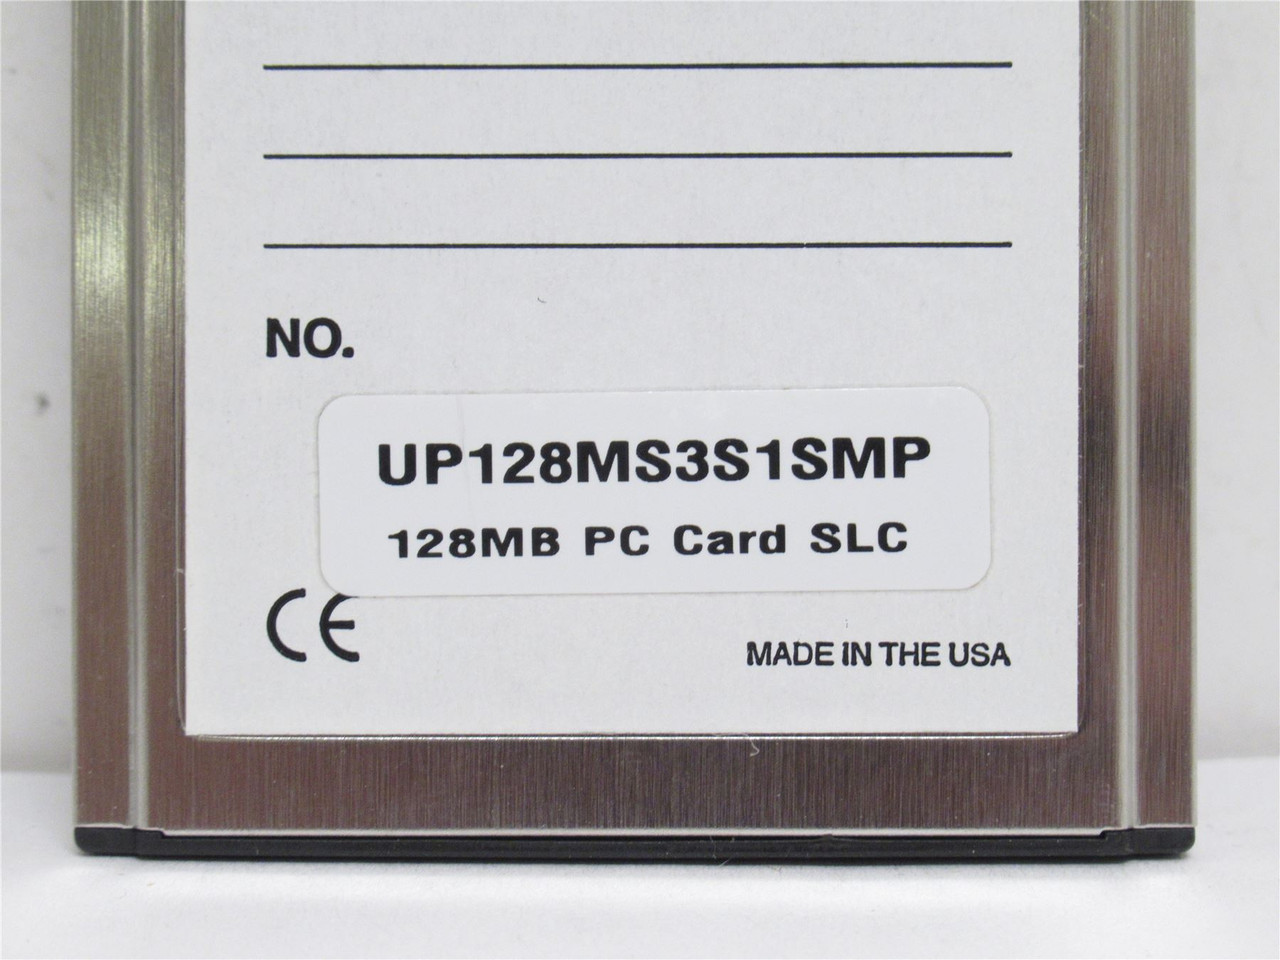 NO.
UP128MS3S1SMP
128MB PC Card SLC
CE
MADE IN THE USA